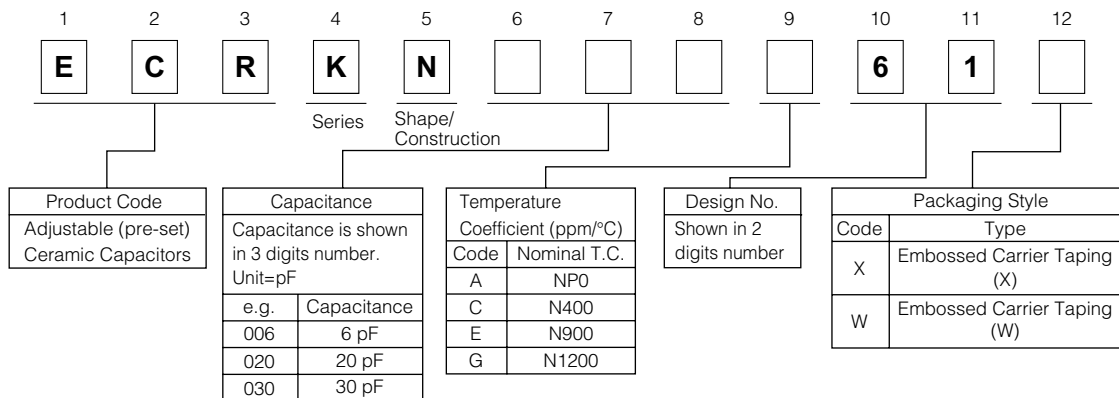 1 2 3 4 5 6 7 8 9 10 11 12
E C R K N 6 1
Series
Shape/
Construction
Product Code
Adjustable (pre-set)
Ceramic Capacitors
Capacitance
Capacitance is shown
in 3 digits number.
Unit=pF
e.g. Capacitance
006 6 pF
020 20 pF
030 30 pF
Temperature
Coefficient (ppm/°C)
Code Nominal T.C.
A NP0
C N400
E N900
G N1200
Design No.
Shown in 2
digits number
Packaging Style
Code Type
X Embossed Carrier Taping
(X)
W Embossed Carrier Taping
(W)